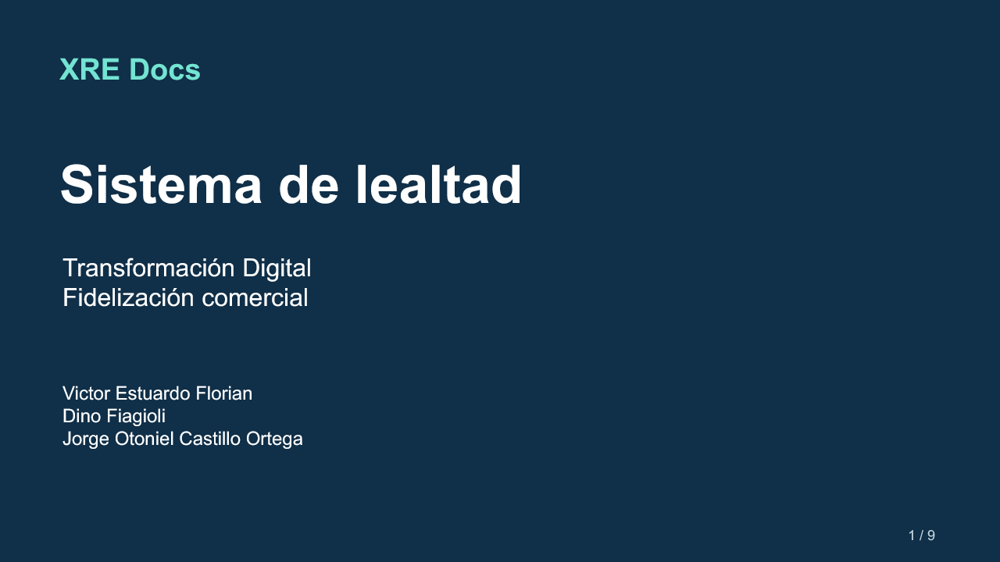 XRE Docs
Sistema de lealtad
Transformación Digital
Fidelización comercial
Victor Estuardo Florian
Dino Fiagioli
Jorge Otoniel Castillo Ortega
1 / 9